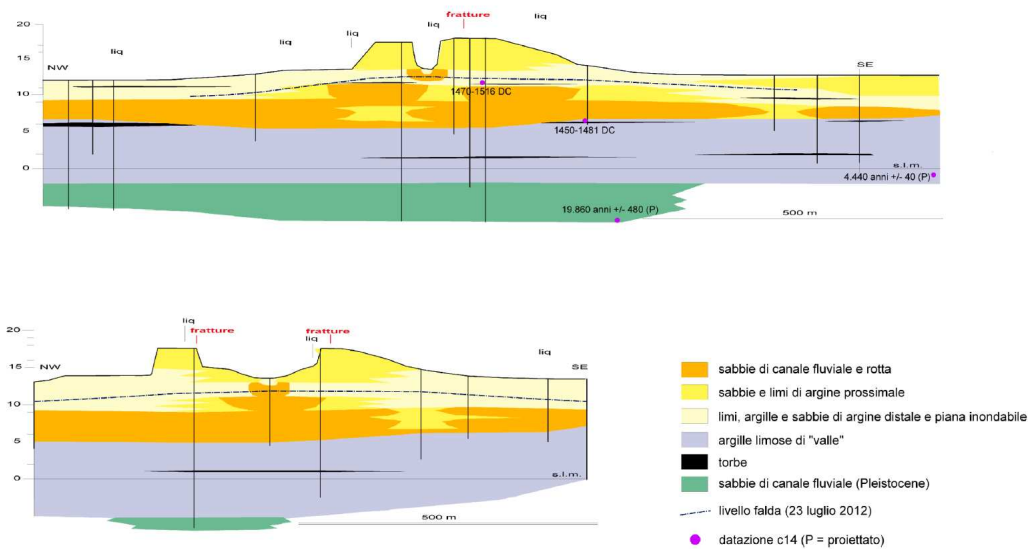 liq liq liq liq fratture liq
20
15
NW
SE
10
1470-1516 DC
5
1450-1481 DC
s.l.m.
0
4.440 anni +/- 40 (P)
19.860 anni +/- 480 (P)
500 m
liq fratture liq fratture liq
20
15
NW
SE
10
5
s.l.m.
0
500 m
sabbie di canale fluviale e rotta
sabbie e limi di argine prossimale
limi, argille e sabbie di argine distale e piana inondabile
argille limose di "valle"
torbe
sabbie di canale fluviale (Pleistocene)
livello falda (23 luglio 2012)
datazione c14 (P = proiettato)